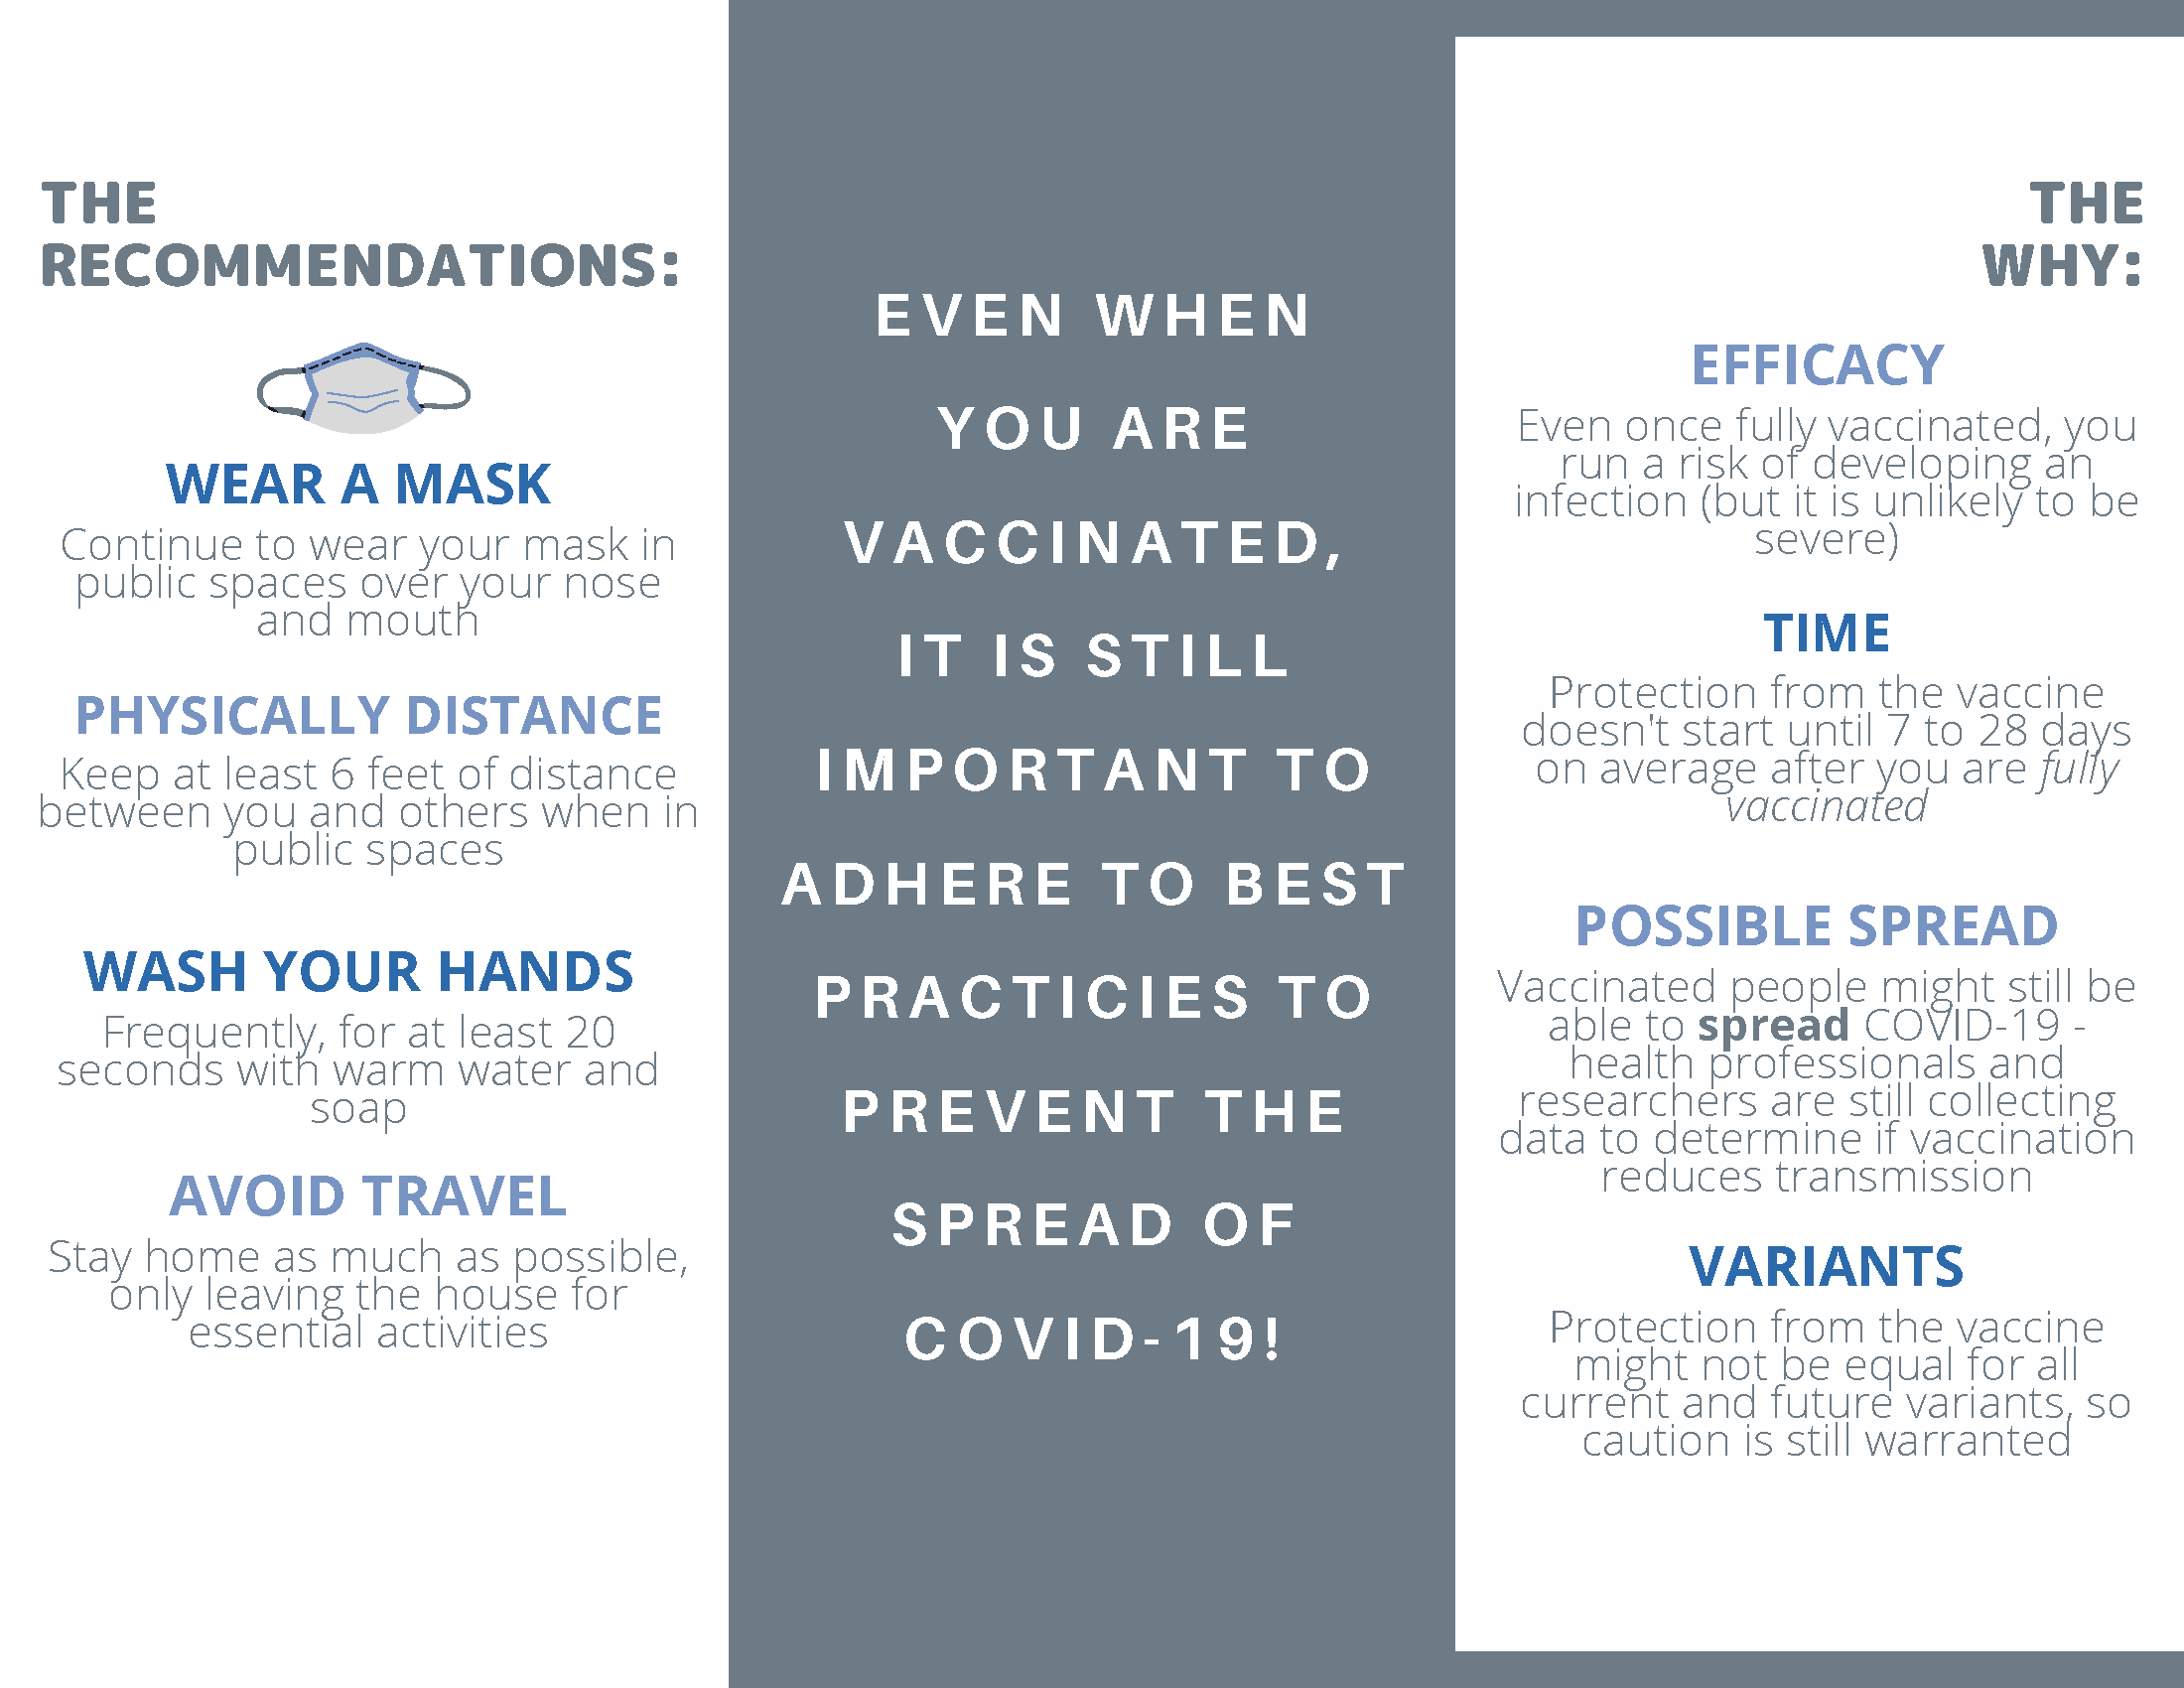 THE
RECOMMENDATIONS:
WEAR A MASK
Continue to wear your mask in
public spaces over your nose
and mouth
PHYSICALLY DISTANCE
Keep at least 6 feet of distance
between you and others when in
public spaces
WASH YOUR HANDS
Frequently, for at least 20
seconds with warm water and
soap
AVOID TRAVEL
Stay home as much as possible,
only leaving the house for
essential activities
EVEN WHEN
YOU ARE
VACCINATED,
IT IS STILL
IMPORTANT TO
ADHERE TO BEST
PRACTICIES TO
PREVENT THE
SPREAD OF
COVID-19!
THE
WHY:
EFFICACY
Even once fully vaccinated, you
run a risk of developing an
infection (but it is unlikely to be
severe)
TIME
Protection from the vaccine
doesn't start until 7 to 28 days
on average after you are fully
vaccinated
POSSIBLE SPREAD
Vaccinated people might still be
able to spread COVID-19 -
health professionals and
researchers are still collecting
data to determine if vaccination
reduces transmission
VARIANTS
Protection from the vaccine
might not be equal for all
current and future variants, so
caution is still warranted